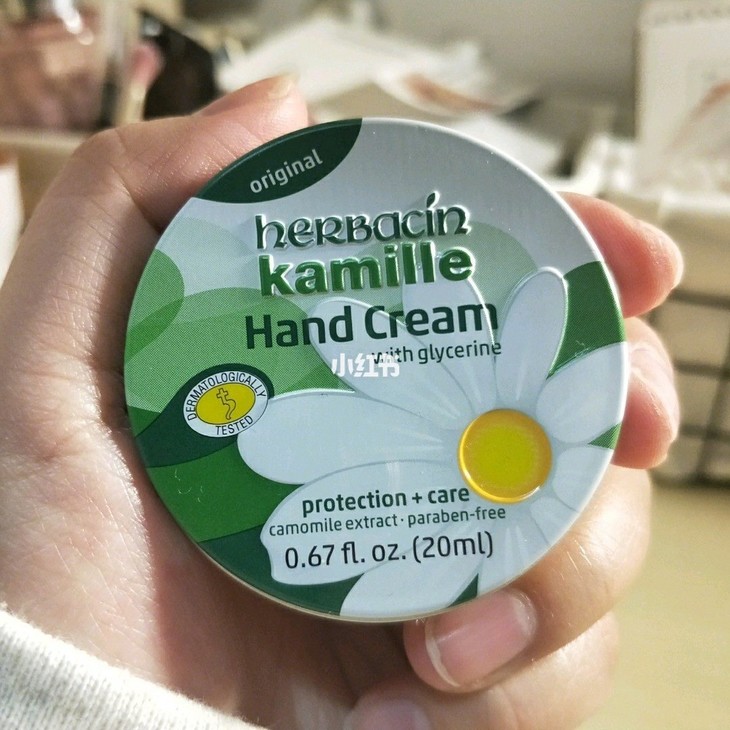 original
herbacin
kamille
Hand Cream
with glycerine
小红书
DERMATOLOGICALLY
TESTED
protection + care
camomile extract · paraben-free
0.67 fl. oz. (20ml)